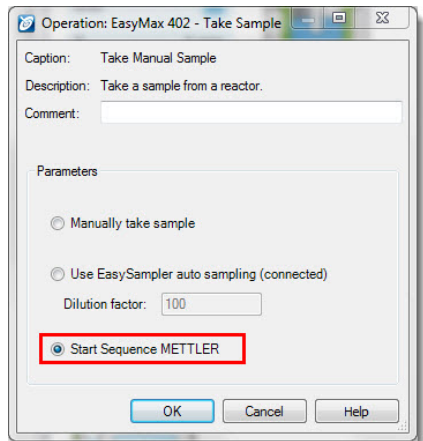 Operation: EasyMax 402 - Take Sample
Caption: Take Manual Sample
Description: Take a sample from a reactor.
Comment:
Parameters
Manually take sample
Use EasySampler auto sampling (connected)
Dilution factor: 100
Start Sequence METTLER
OK Cancel Help